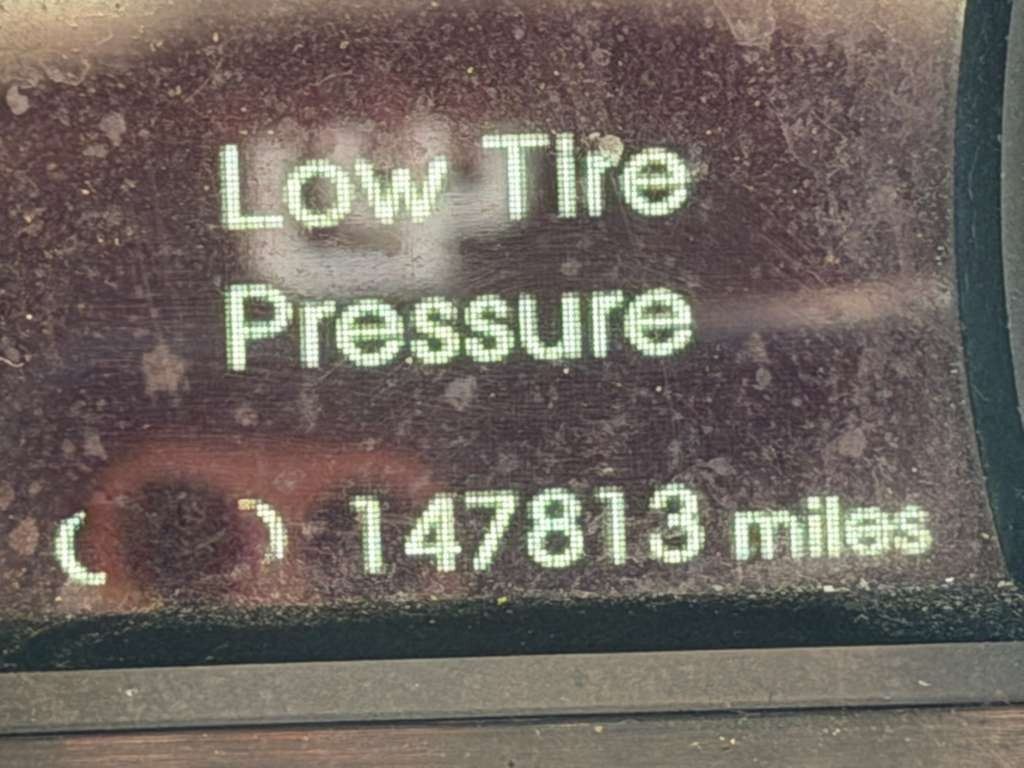 Low Tire
Pressure
147813 miles